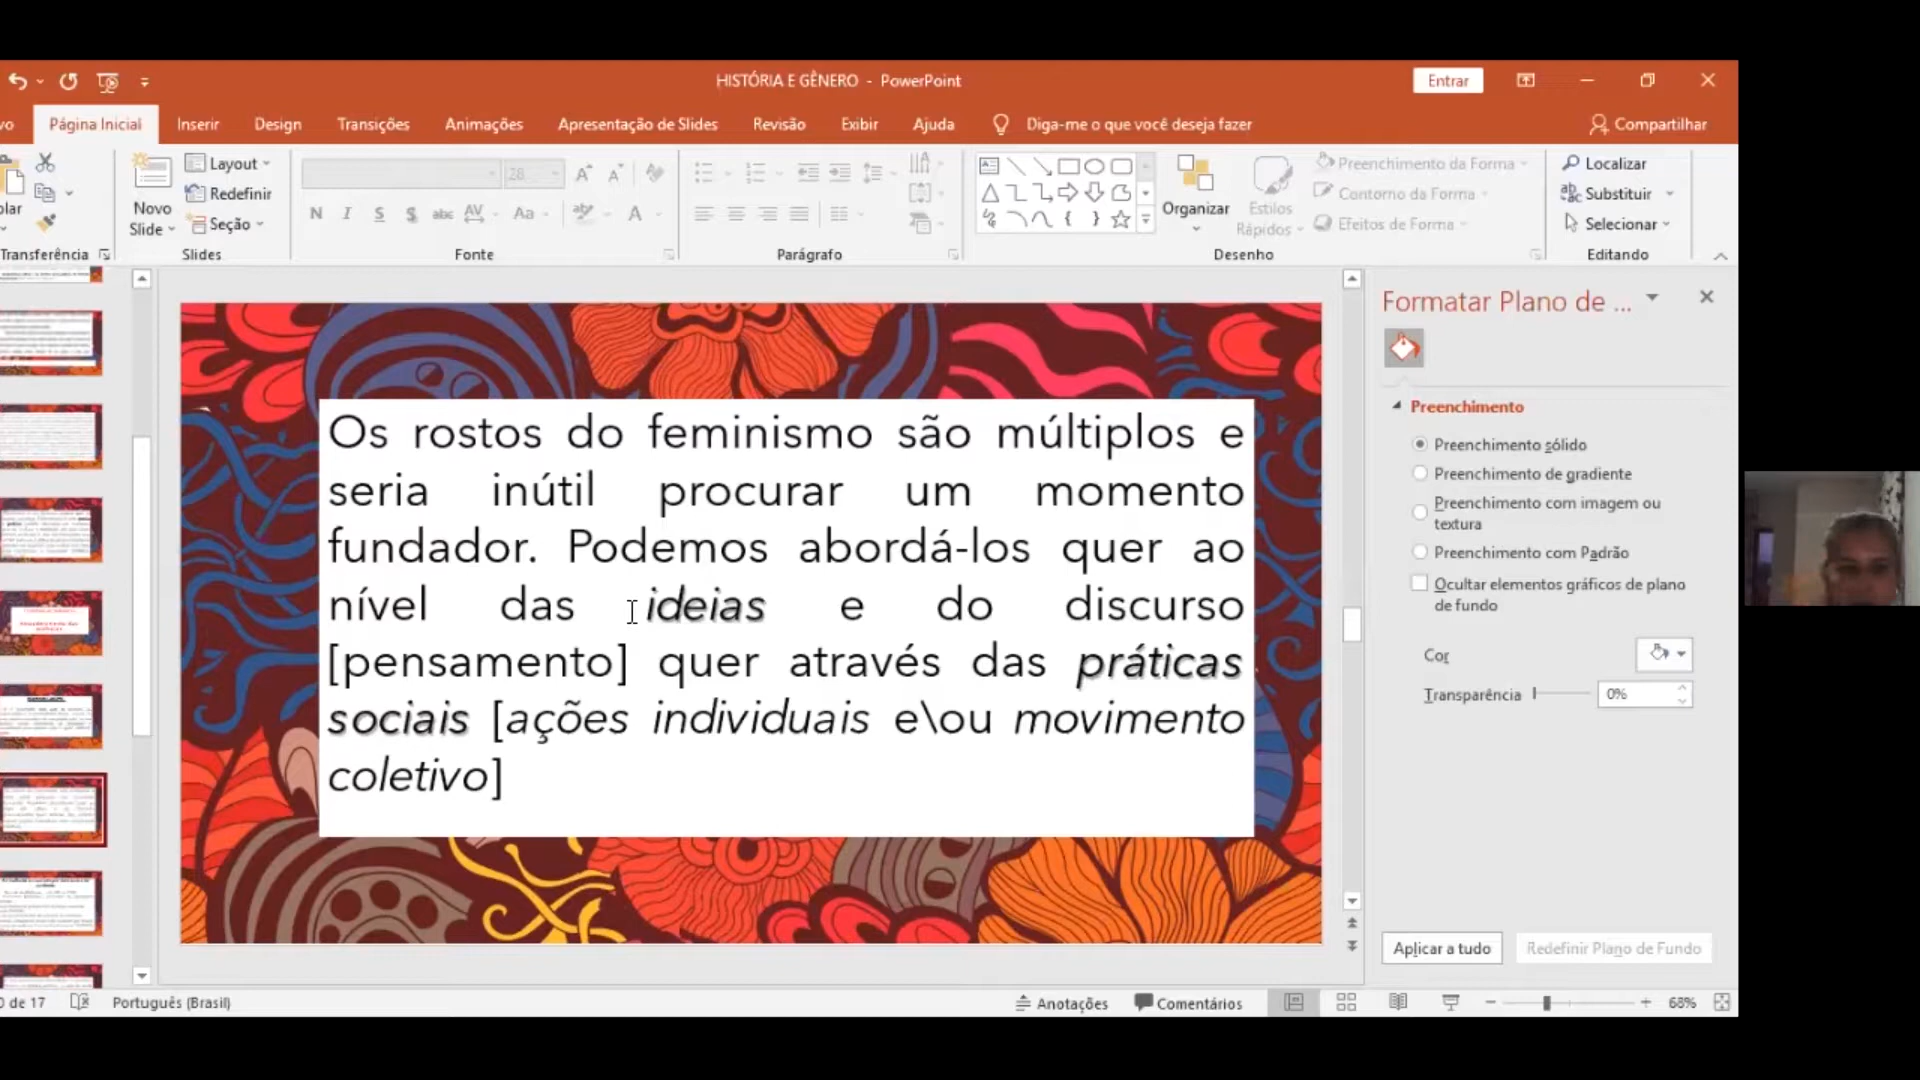 HISTÓRIA E GÊNERO - PowerPoint
Entrar
Página Inicial Inserir Design Transições Animações Apresentação de Slides Revisão Exibir Ajuda Diga-me o que você deseja fazer Compartilhar
Layout
Redefinir
Seção
Novo
Slide
28
N I S S abc AV Aa A
Organizar
Estilos
Rápidos
Preenchimento da Forma
Contorno da Forma
Efeitos de Forma
Localizar
Substituir
Selecionar
Transferência Slides Fonte Parágrafo Desenho Editando
Os rostos do feminismo são múltiplos e
seria inútil procurar um momento
fundador. Podemos abordá-los quer ao
nível das ideias e do discurso
[pensamento] quer através das práticas
sociais [ações individuais e\ou movimento
coletivo]
Formatar Plano de ...
Preenchimento
Preenchimento sólido
Preenchimento de gradiente
Preenchimento com imagem ou
textura
Preenchimento com Padrão
Ocultar elementos gráficos de plano
de fundo
Cor
Transparência 0%
Aplicar a tudo Redefinir Plano de Fundo
de 17 Português (Brasil) Anotações Comentários 68%